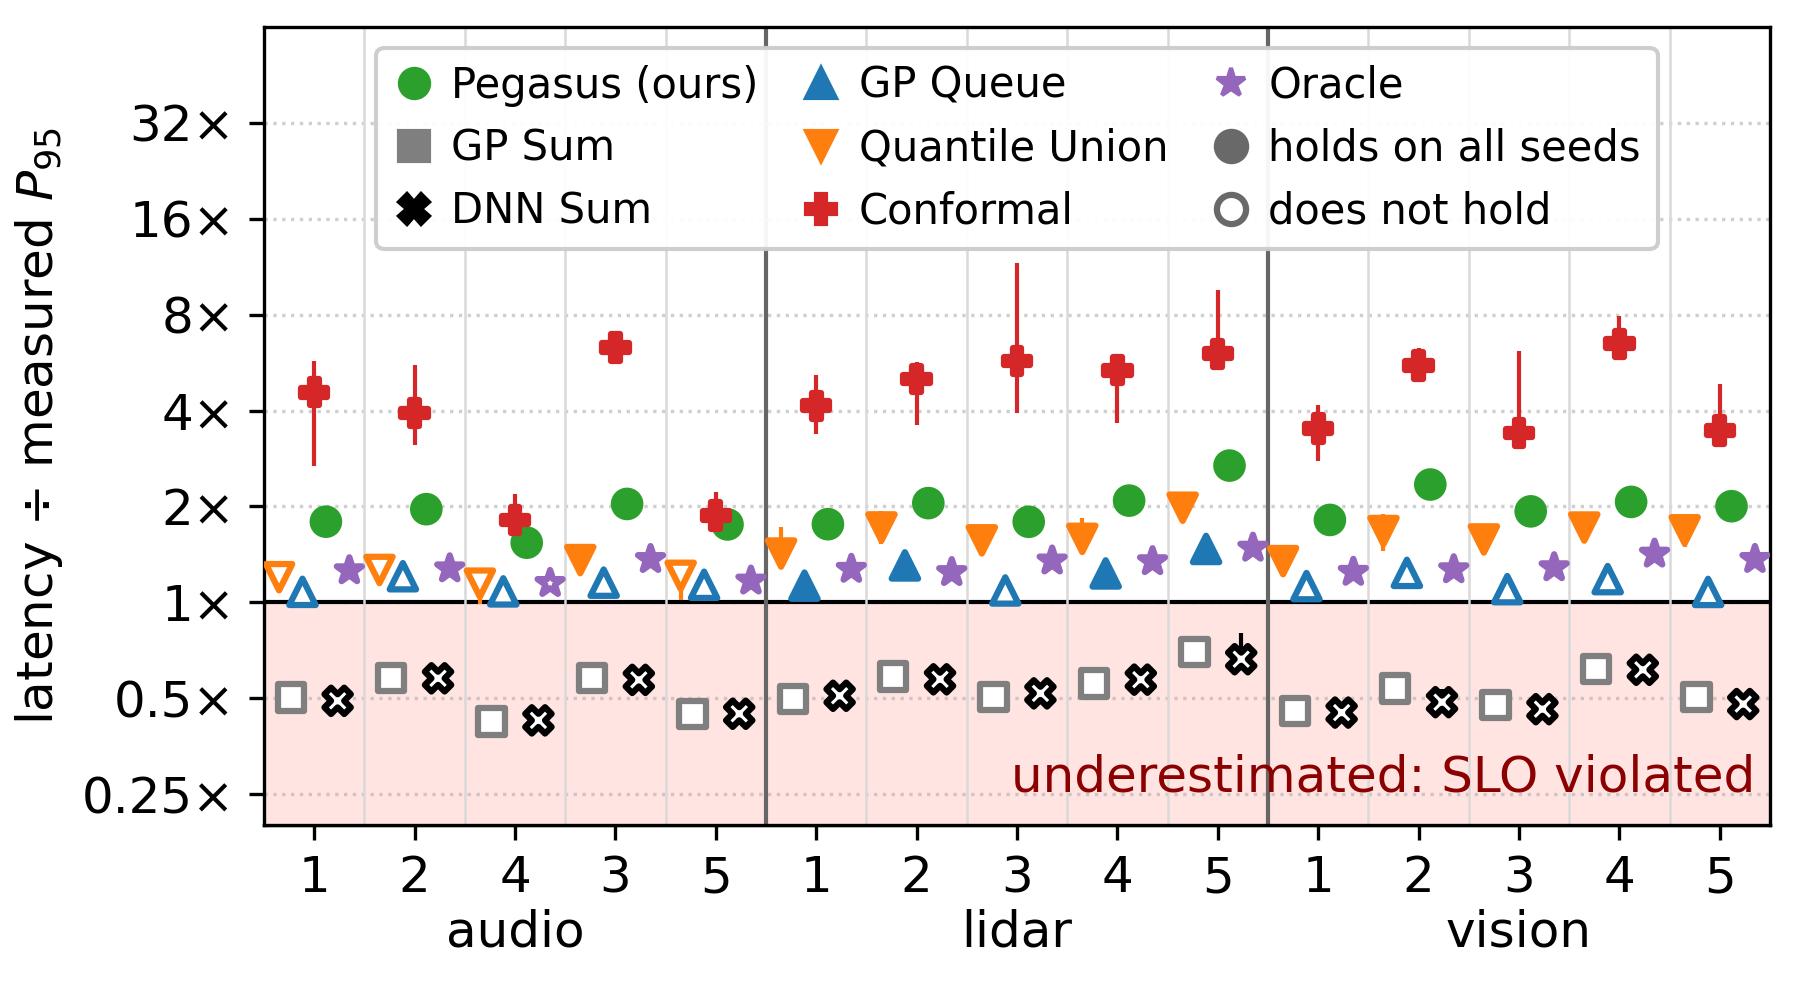 latency ÷ measured P95
32×
16×
8×
4×
2×
1×
0.5×
0.25×
Pegasus (ours)
GP Sum
DNN Sum
GP Queue
Quantile Union
Conformal
Oracle
holds on all seeds
does not hold
underestimated: SLO violated
1 2 4 3 5 1 2 3 4 5 1 2 3 4 5
audio lidar vision